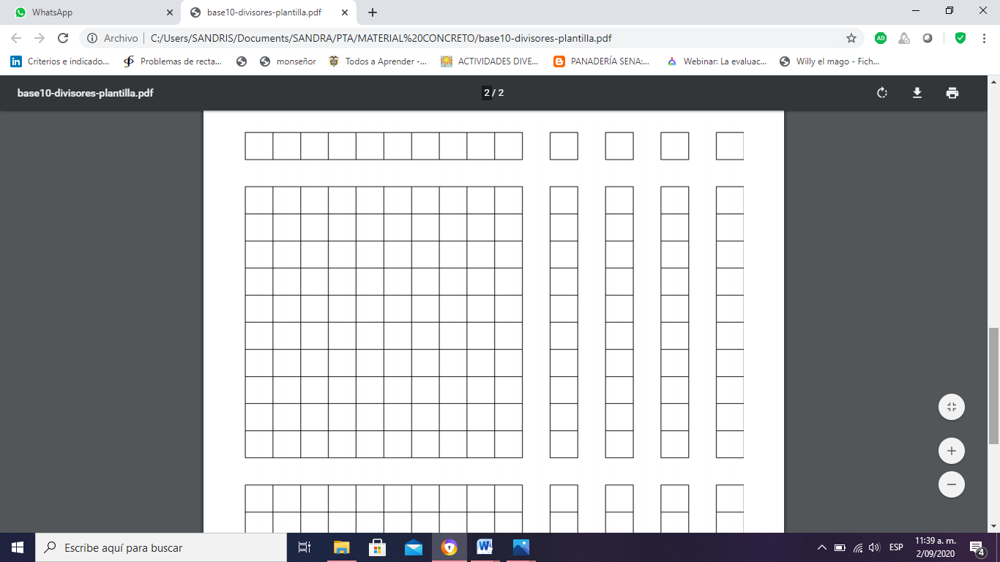 WhatsApp
base10-divisores-plantilla.pdf
Archivo | C:/Users/SANDRIS/Documents/SANDRA/PTA/MATERIAL%20CONCRETO/base10-divisores-plantilla.pdf
AD
in Criterios e indicado... Problemas de recta... monseñor Todos a Aprender -... ACTIVIDADES DIVE... PANADERÍA SENA:... Webinar: La evaluac... Willy el mago - Fich...
base10-divisores-plantilla.pdf 2 / 2
Escribe aquí para buscar
W
ESP
11:39 a. m.
2/09/2020
4